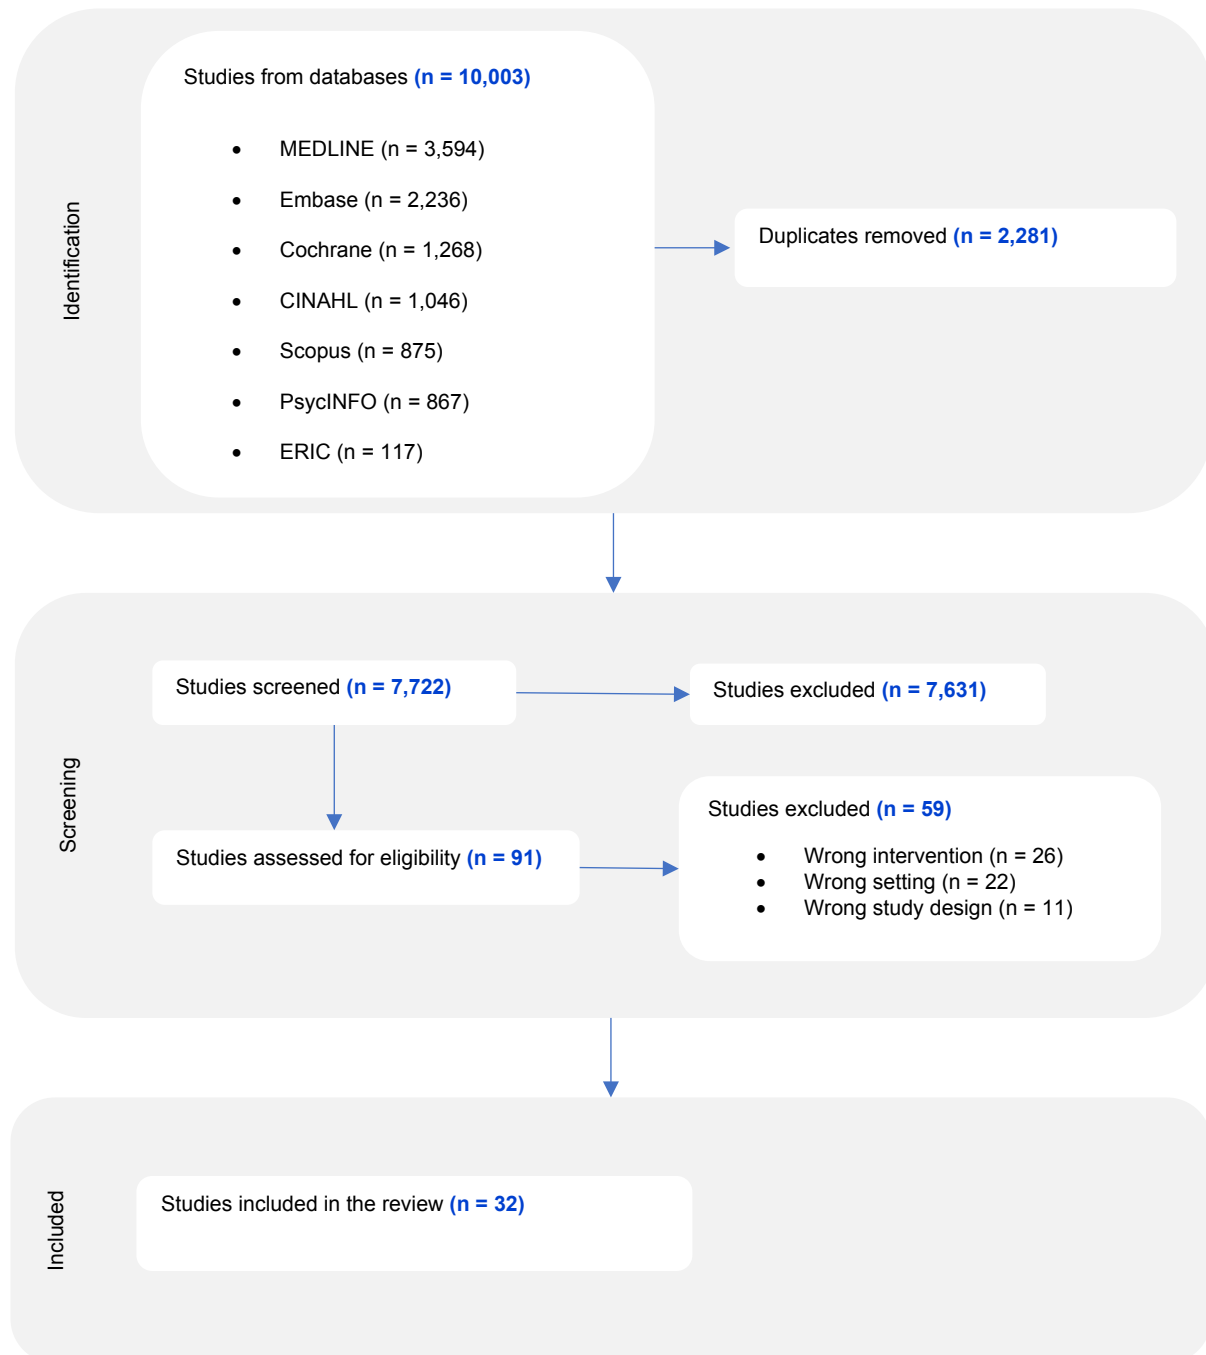 Identification
Studies from databases (n = 10,003)
• MEDLINE (n = 3,594)
• Embase (n = 2,236)
• Cochrane (n = 1,268)
• CINAHL (n = 1,046)
• Scopus (n = 875)
• PsycINFO (n = 867)
• ERIC (n = 117)
Duplicates removed (n = 2,281)
Screening
Studies screened (n = 7,722)
Studies excluded (n = 7,631)
Studies assessed for eligibility (n = 91)
Studies excluded (n = 59)
• Wrong intervention (n = 26)
• Wrong setting (n = 22)
• Wrong study design (n = 11)
Included
Studies included in the review (n = 32)